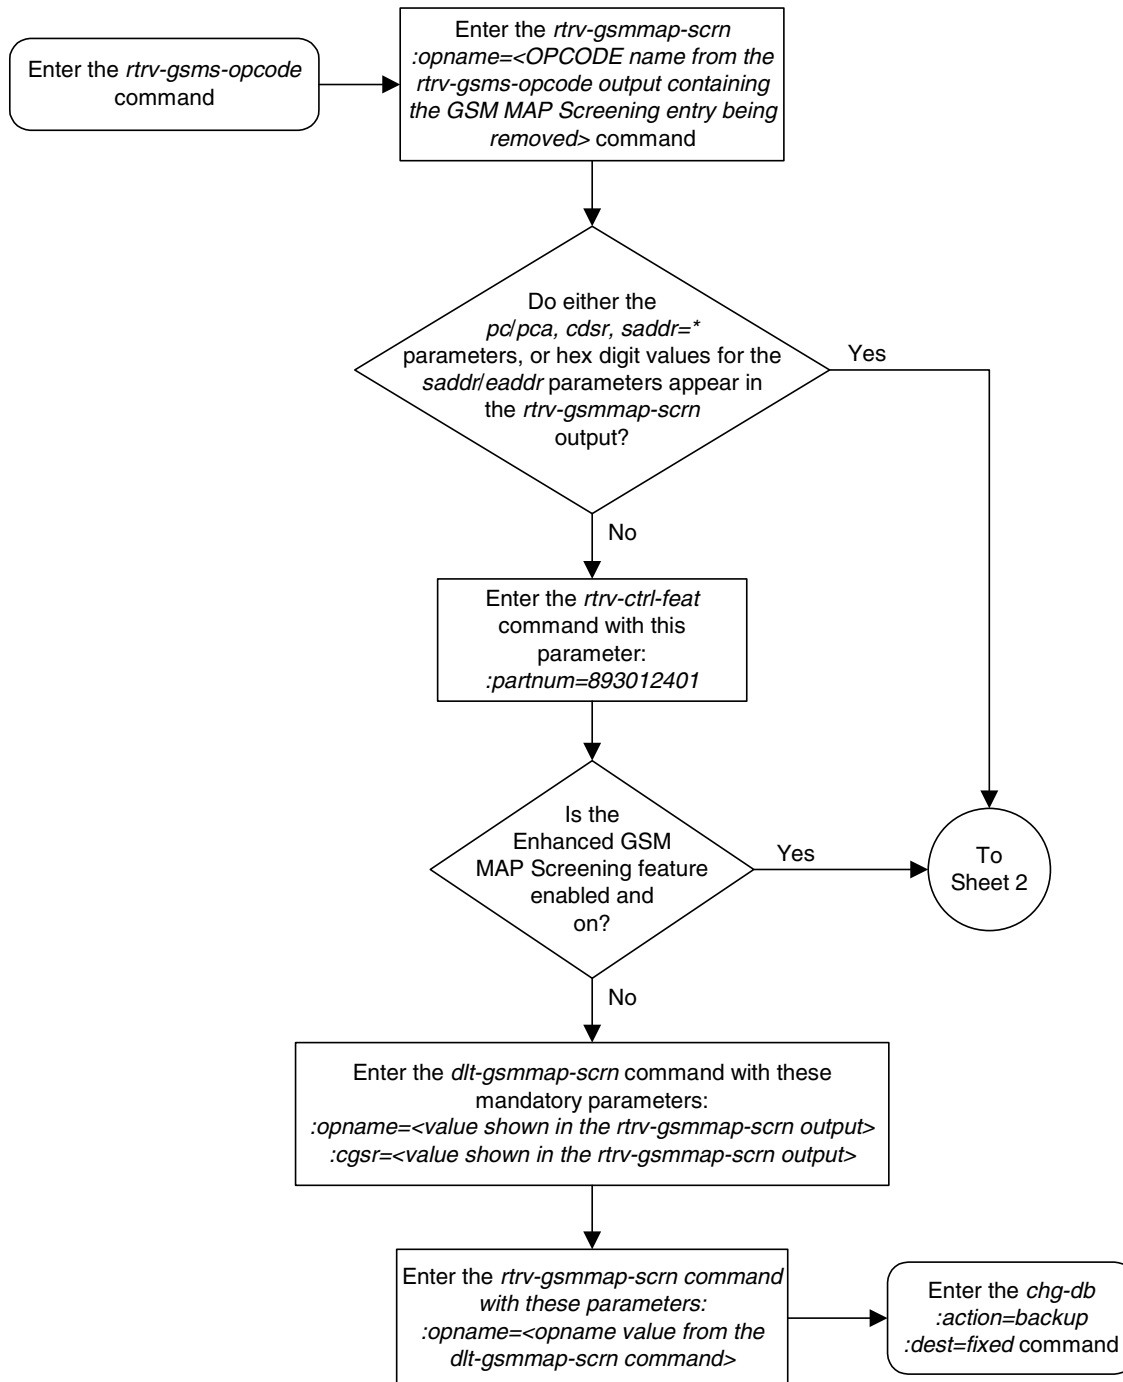 Enter the rtrv-gsms-opcode
command
Enter the rtrv-gsmmap-scrn
:opname=<OPCODE name from the
rtrv-gsms-opcode output containing
the GSM MAP Screening entry being
removed> command
Do either the
pc/pca, cdsr, saddr=*
parameters, or hex digit values for the
saddr/eaddr parameters appear in
the rtrv-gsmmap-scrn
output?
Yes
No
Enter the rtrv-ctrl-feat
command with this
parameter:
:partnum=893012401
Is the
Enhanced GSM
MAP Screening feature
enabled and
on?
Yes
To
Sheet 2
No
Enter the dlt-gsmmap-scrn command with these
mandatory parameters:
:opname=<value shown in the rtrv-gsmmap-scrn output>
:cgsr=<value shown in the rtrv-gsmmap-scrn output>
Enter the rtrv-gsmmap-scrn command
with these parameters:
:opname=<opname value from the
dlt-gsmmap-scrn command>
Enter the chg-db
:action=backup
:dest=fixed command